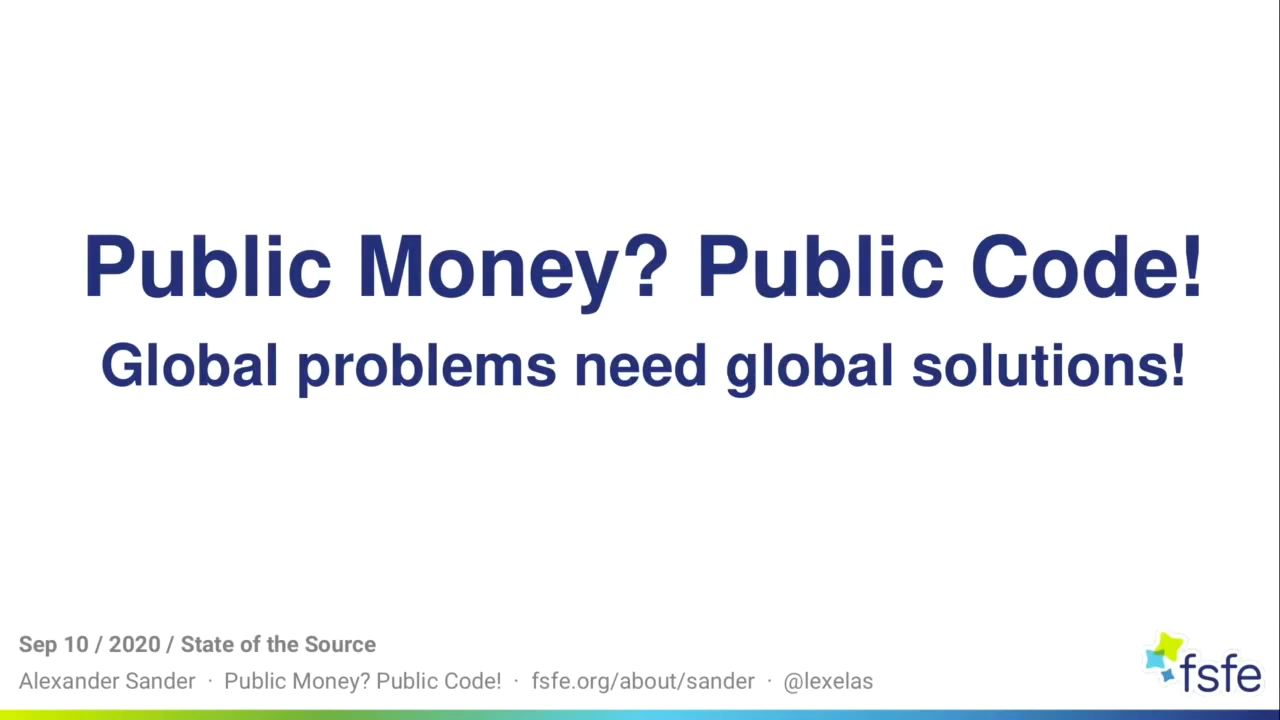 Public Money? Public Code!
Global problems need global solutions!
Sep 10 / 2020 / State of the Source
Alexander Sander · Public Money? Public Code! · fsfe.org/about/sander · @lexelas
fsfe